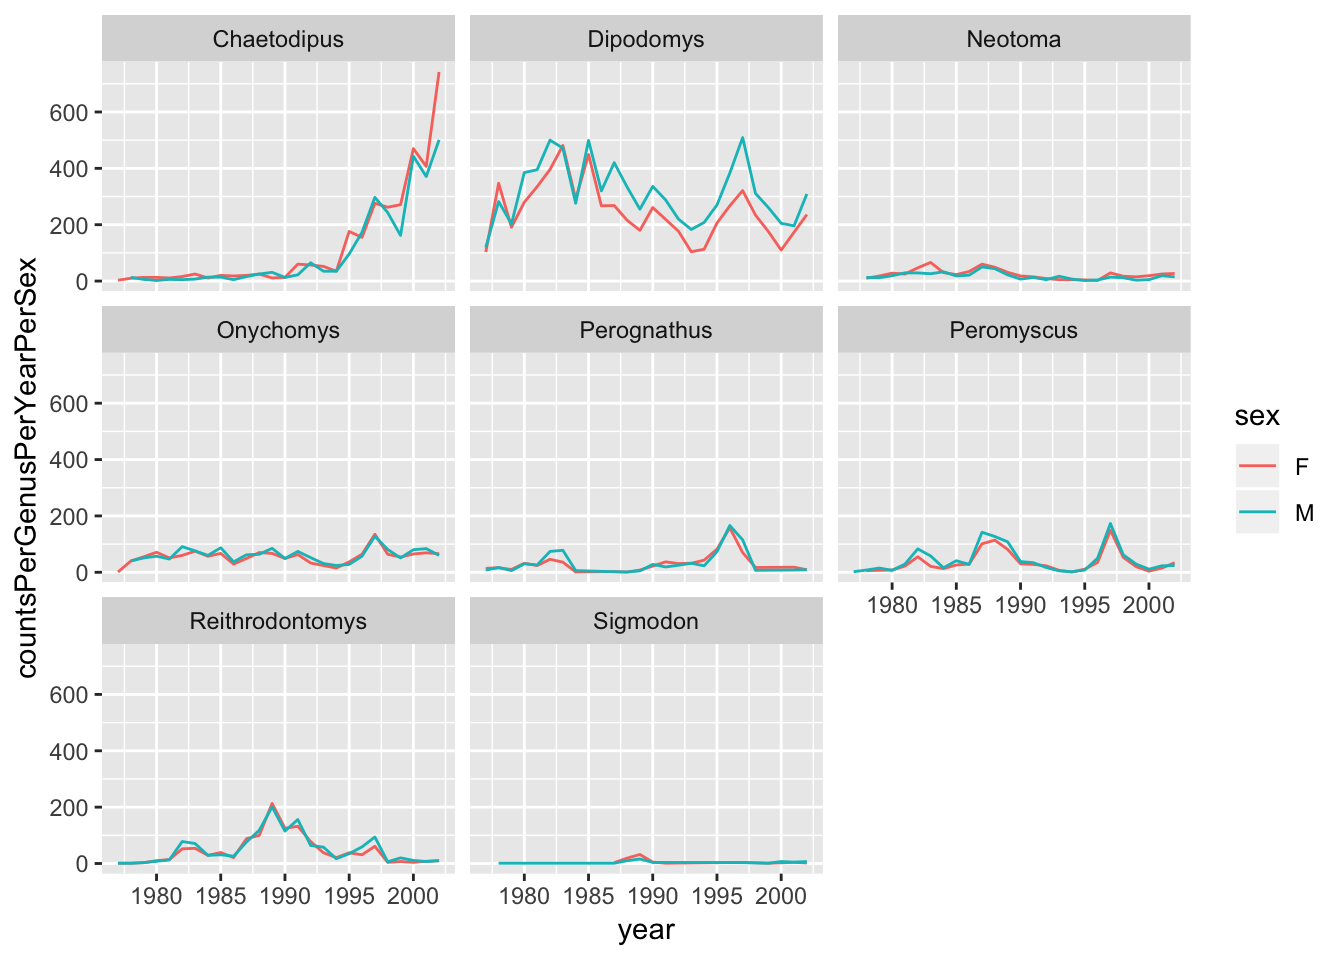 Chaetodipus
Dipodomys
Neotoma
600
400
200
0
Onychomys
Perognathus
Peromyscus
600
400
200
0
1980 1985 1990 1995 2000
Reithrodontomys
Sigmodon
600
400
200
0
1980 1985 1990 1995 2000
1980 1985 1990 1995 2000
year
countsPerGenusPerYearPerSex
sex
F
M